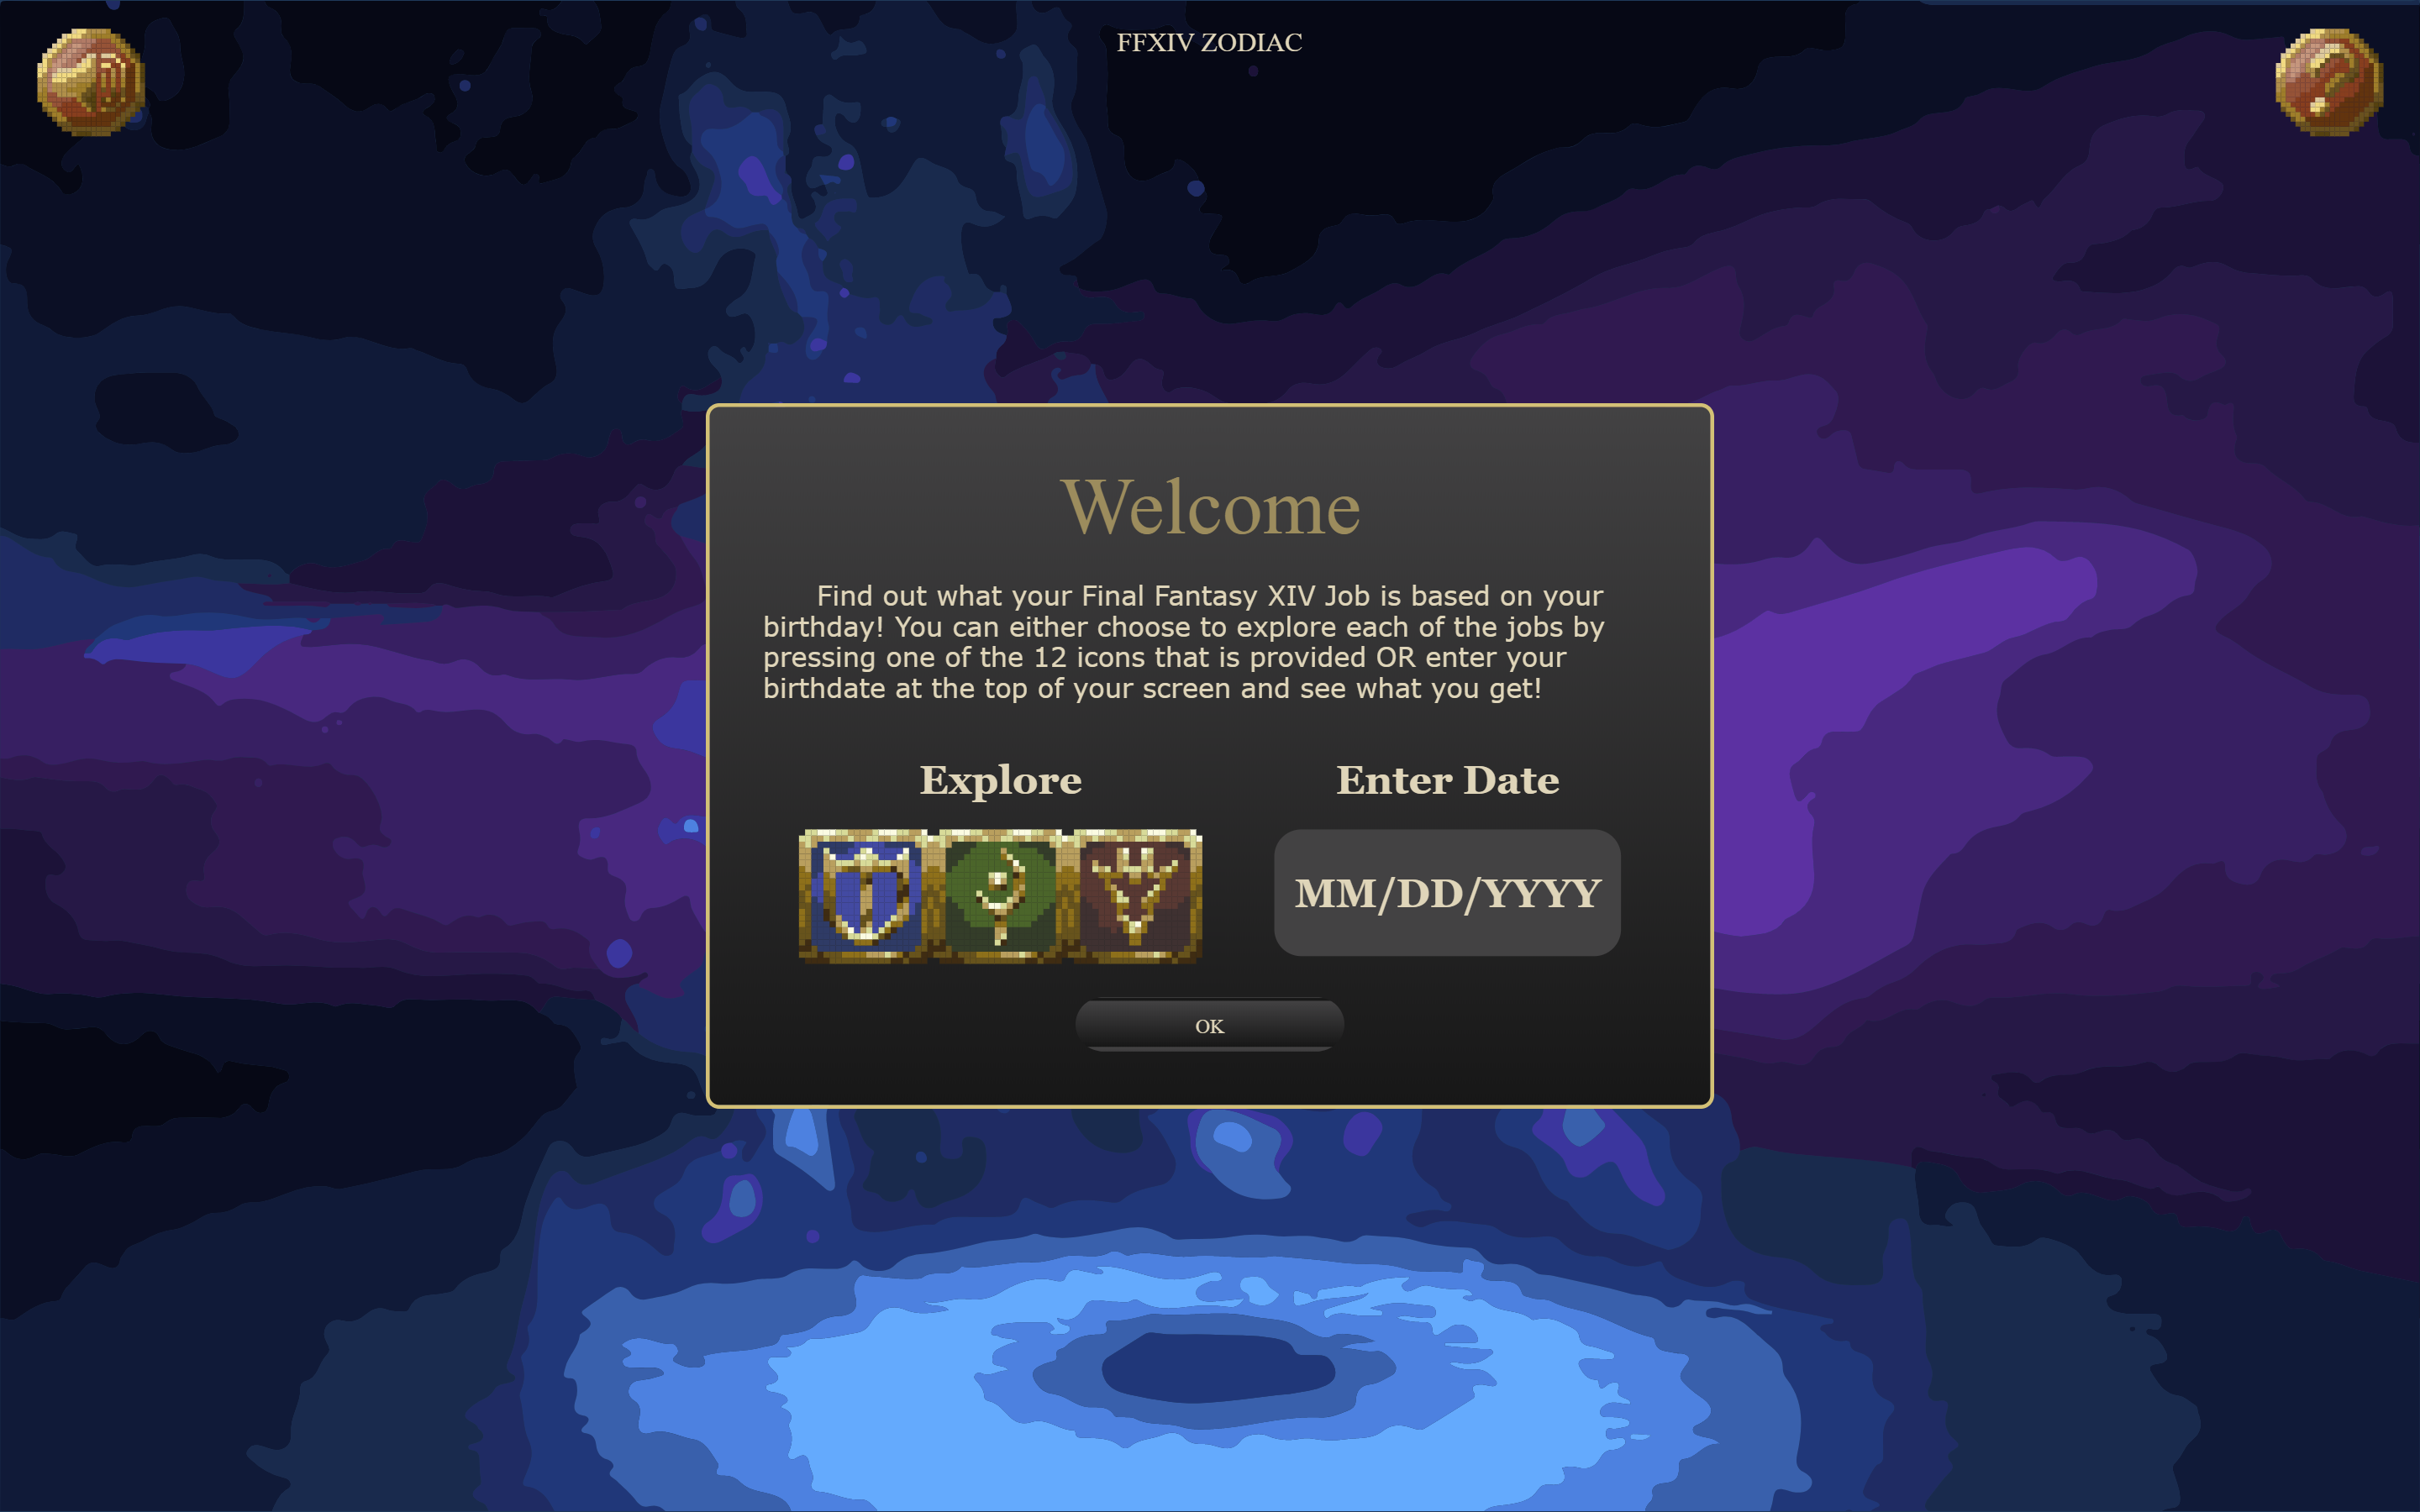 FFXIV ZODIAC
Welcome
Find out what your Final Fantasy XIV Job is based on your
birthday! You can either choose to explore each of the jobs by
pressing one of the 12 icons that is provided OR enter your
birthdate at the top of your screen and see what you get!
Explore
Enter Date
MM/DD/YYYY
OK